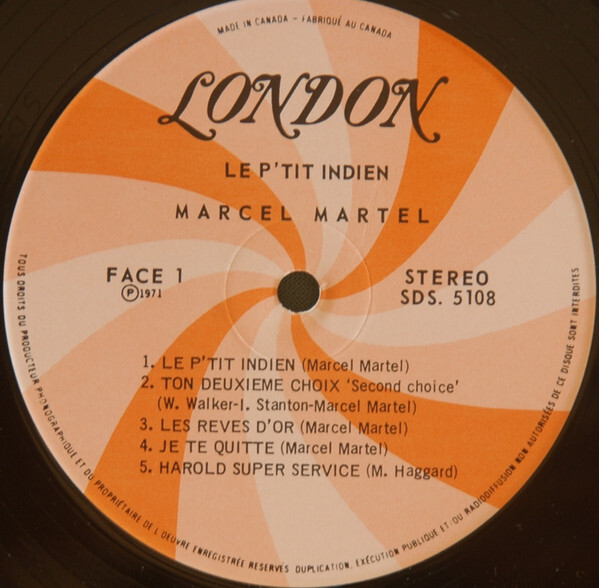 MADE IN CANADA – FABRIQUÉ AU CANADA
LONDON
LE P'TIT INDIEN
MARCEL MARTEL
FACE 1
Ⓟ1971
STEREO
SDS. 5108
1. LE P'TIT INDIEN (Marcel Martel)
2. TON DEUXIEME CHOIX 'Second choice'
(W. Walker-I. Stanton-Marcel Martel)
3. LES REVES D'OR (Marcel Martel)
4. JE TE QUITTE (Marcel Martel)
5. HAROLD SUPER SERVICE (M. Haggard)
TOUS DROITS DU PRODUCTEUR PHONOGRAPHIQUE ET DU PROPRIÉTAIRE DE L'OEUVRE ENREGISTRÉE RESERVÉS DUPLICATION, EXÉCUTION PUBLIQUE ET/OU RADIODIFFUSION NON AUTORISÉES DE CE DISQUE SONT INTERDITES